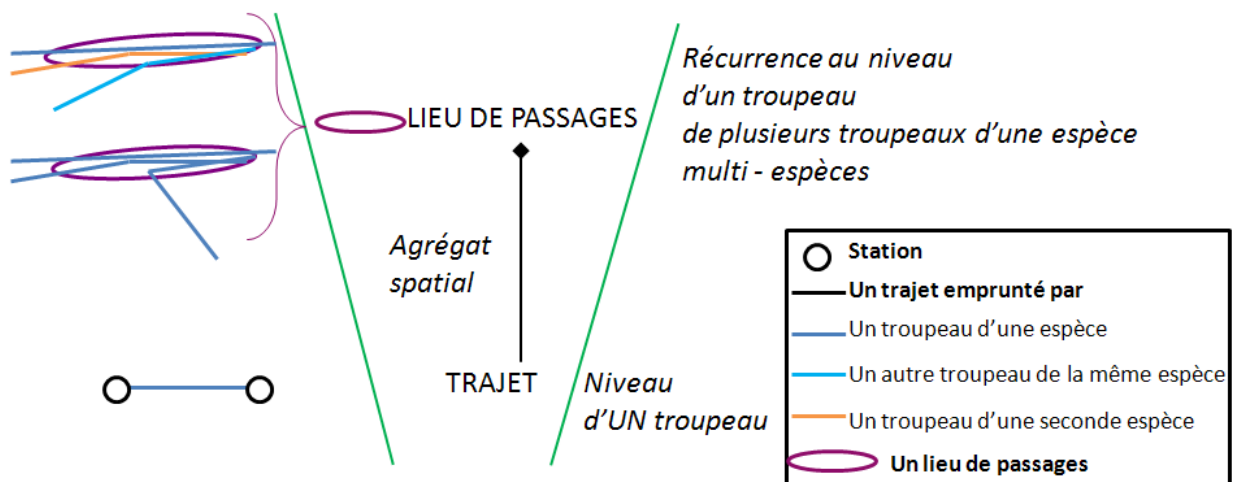 Récurrence au niveau
d'un troupeau
de plusieurs troupeaux d'une espèce
multi - espèces
LIEU DE PASSAGES
Agrégat
spatial
TRAJET
Niveau
d'UN troupeau
Station
Un trajet emprunté par
Un troupeau d'une espèce
Un autre troupeau de la même espèce
Un troupeau d'une seconde espèce
Un lieu de passages